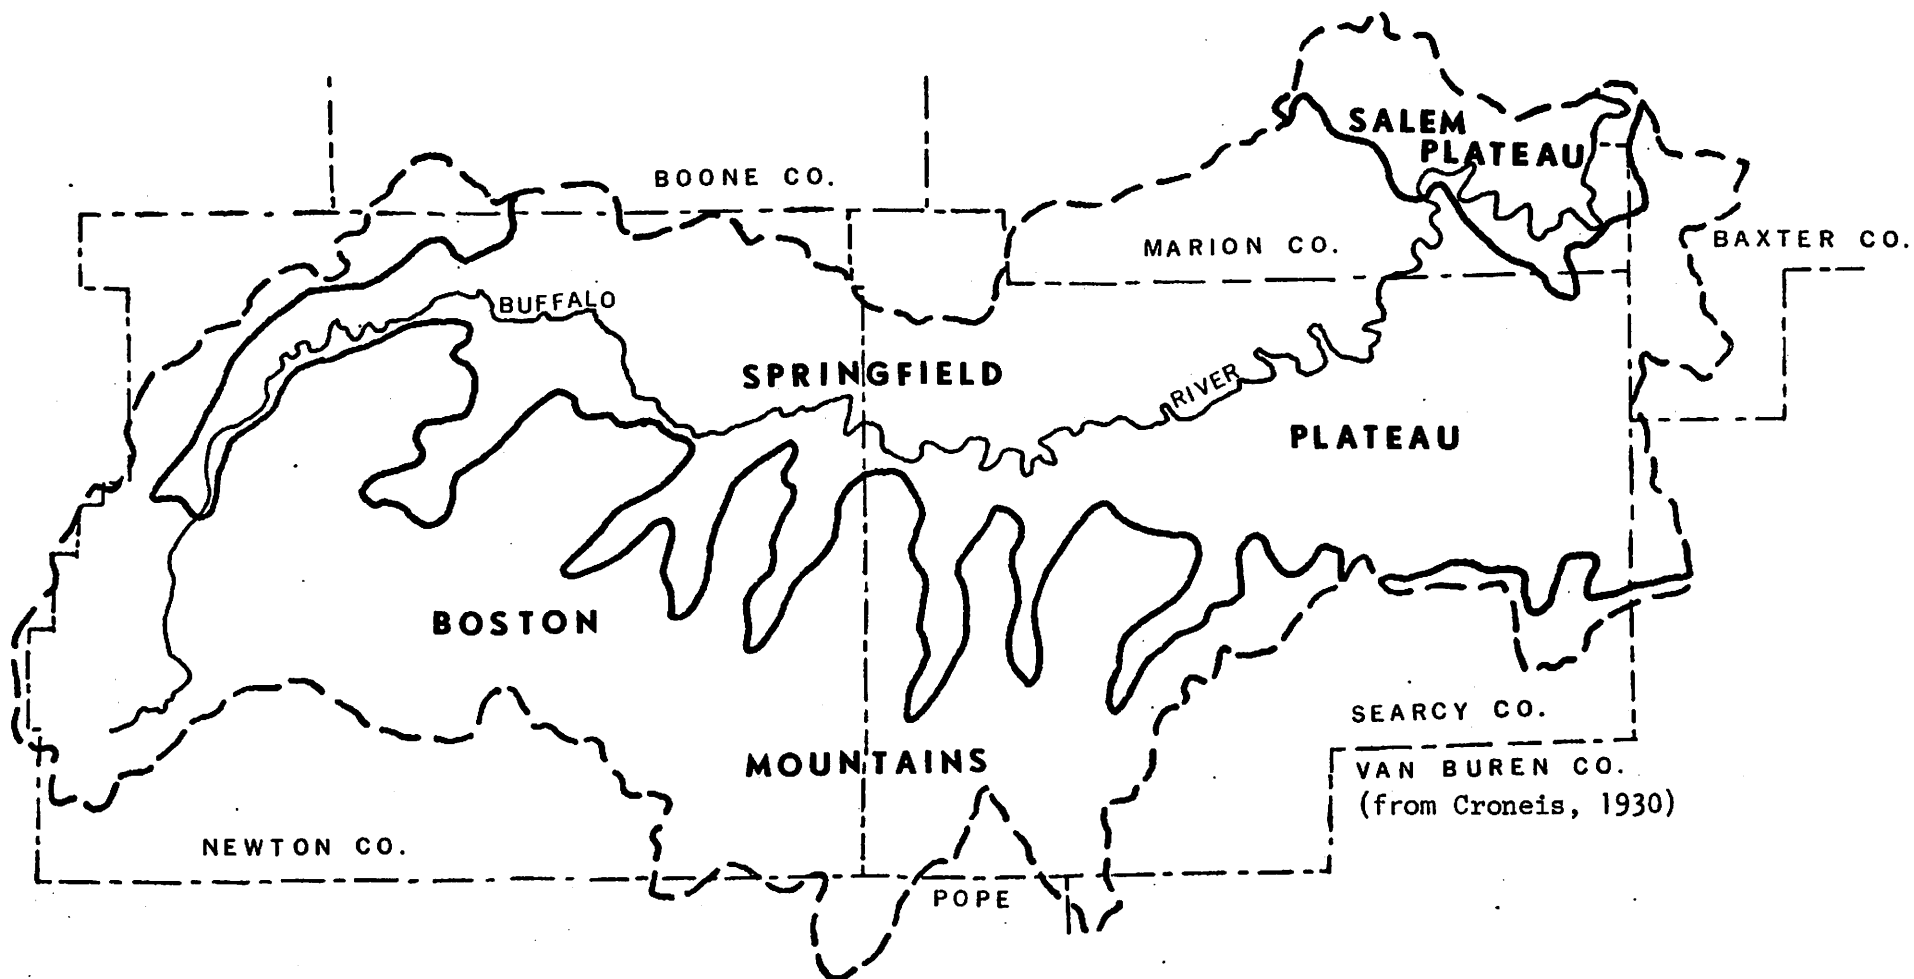 SALEM
PLATEAU
BOONE CO.
MARION CO.
BAXTER CO.
BUFFALO
SPRINGFIELD
RIVER
PLATEAU
BOSTON
SEARCY CO.
MOUNTAINS
VAN BUREN CO.
(from Croneis, 1930)
NEWTON CO.
POPE